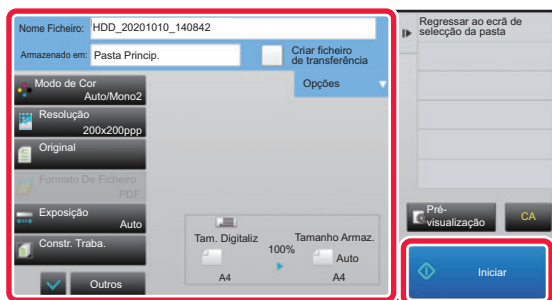 Nome Ficheiro:
HDD_20201010_140842
Armazenado em:
Pasta Princip.
Criar ficheiro
de transferência
Modo de Cor
Auto/Mono2
Opções
Resolução
200x200ppp
Original
Formato De Ficheiro
PDF
Exposição
Auto
Constr. Traba.
Outros
Tam. Digitaliz
A4
100%
Tamanho Armaz.
Auto
A4
Regressar ao ecrã de
selecção da pasta
Pré-
visualização
CA
Iniciar